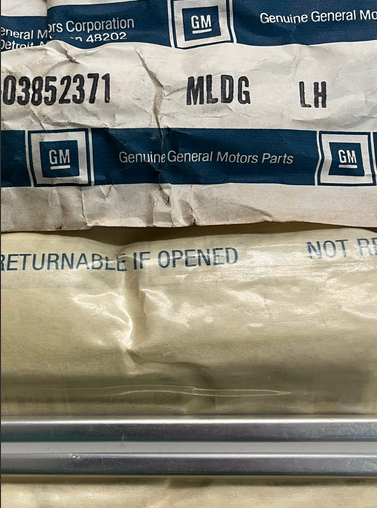 GM
Genuine General Mo
Corporation
48202
03852371 MLDG LH
GM
Genuine General Motors Parts
GM
RETURNABLE IF OPENED NOT RE